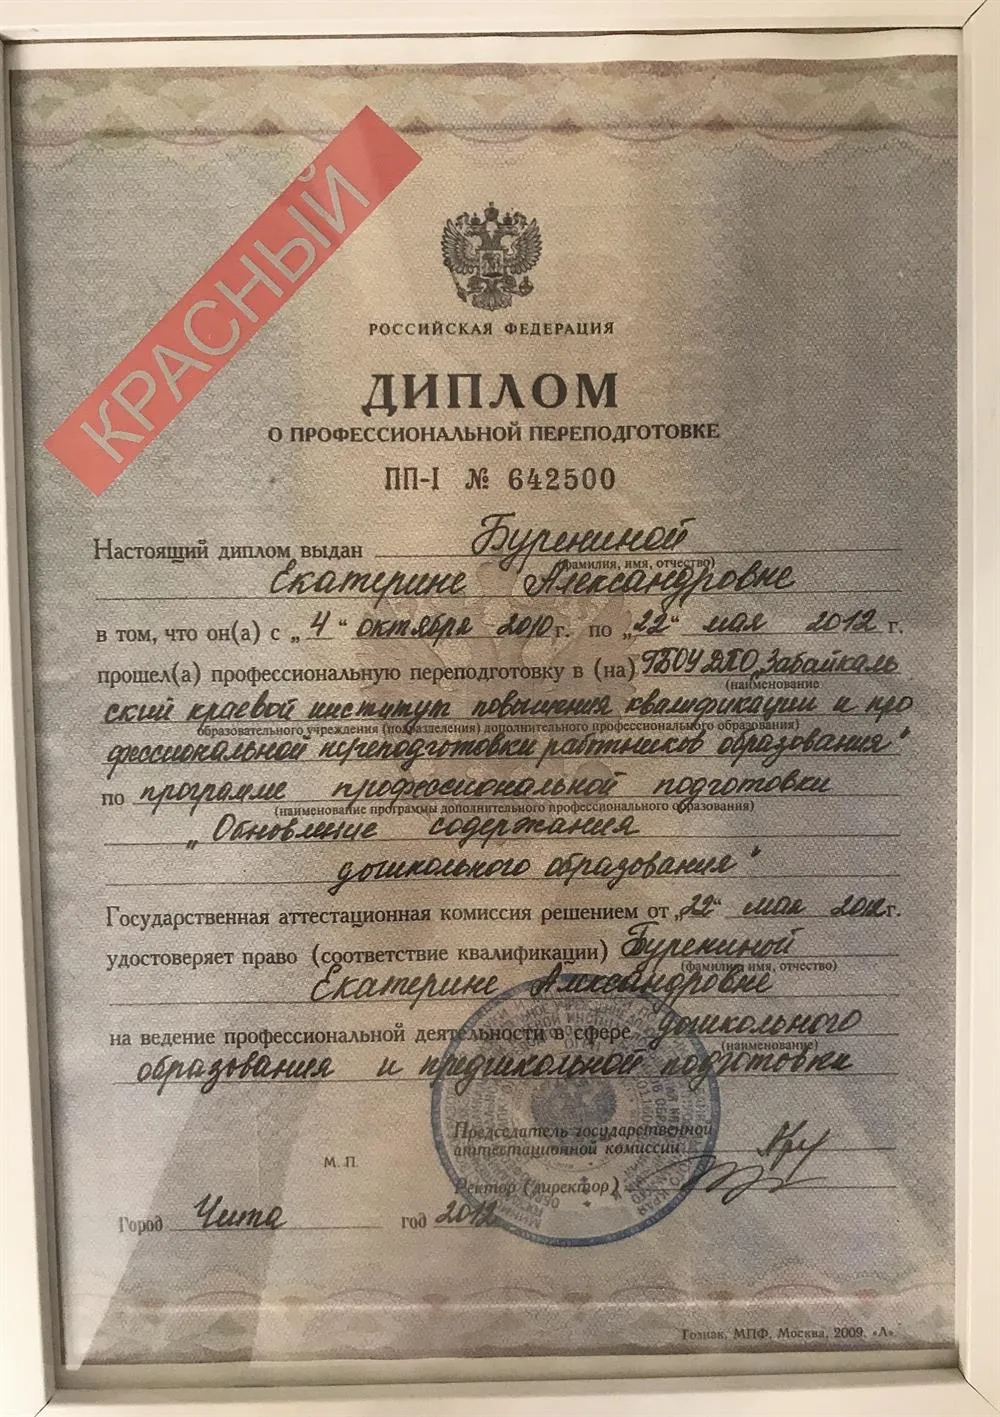 КРАСНЫЙ
РОССИЙСКАЯ ФЕДЕРАЦИЯ
ДИПЛОМ
О ПРОФЕССИОНАЛЬНОЙ ПЕРЕПОДГОТОВКЕ
ПП-I № 642500
Настоящий диплом выдан Бурениной
(фамилия, имя, отчество)
Екатерине Александровне
в том, что он(а) с „4“ октября 2010 г. по „22“ мая 2012 г.
прошел(а) профессиональную переподготовку в (на) ГБОУ ДПО „Забайкаль
(наименование
ский краевой институт повышения квалификации и про
образовательного учреждения (подразделения) дополнительного профессионального образования)
фессиональной переподготовки работников образования“
по программе профессиональной подготовки
(наименование программы дополнительного профессионального образования)
„Обновление содержания
дошкольного образования“
Государственная аттестационная комиссия решением от „22“ мая 2012 г.
удостоверяет право (соответствие квалификации) Бурениной
(фамилия, имя, отчество)
Екатерине Александровне
на ведение профессиональной деятельности в сфере дошкольного
(наименование)
образования и предшкольной подготовки
Председатель государственной
аттестационной комиссии
М. П.
Ректор (директор)
Город Чита год 2012
Гознак, МПФ, Москва, 2009, «А».